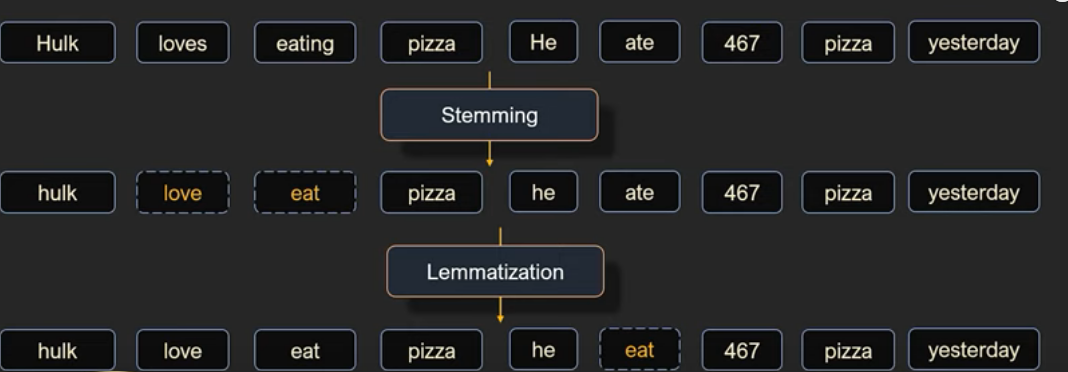 Hulk loves eating pizza He ate 467 pizza yesterday
Stemming
hulk love eat pizza he ate 467 pizza yesterday
Lemmatization
hulk love eat pizza he eat 467 pizza yesterday